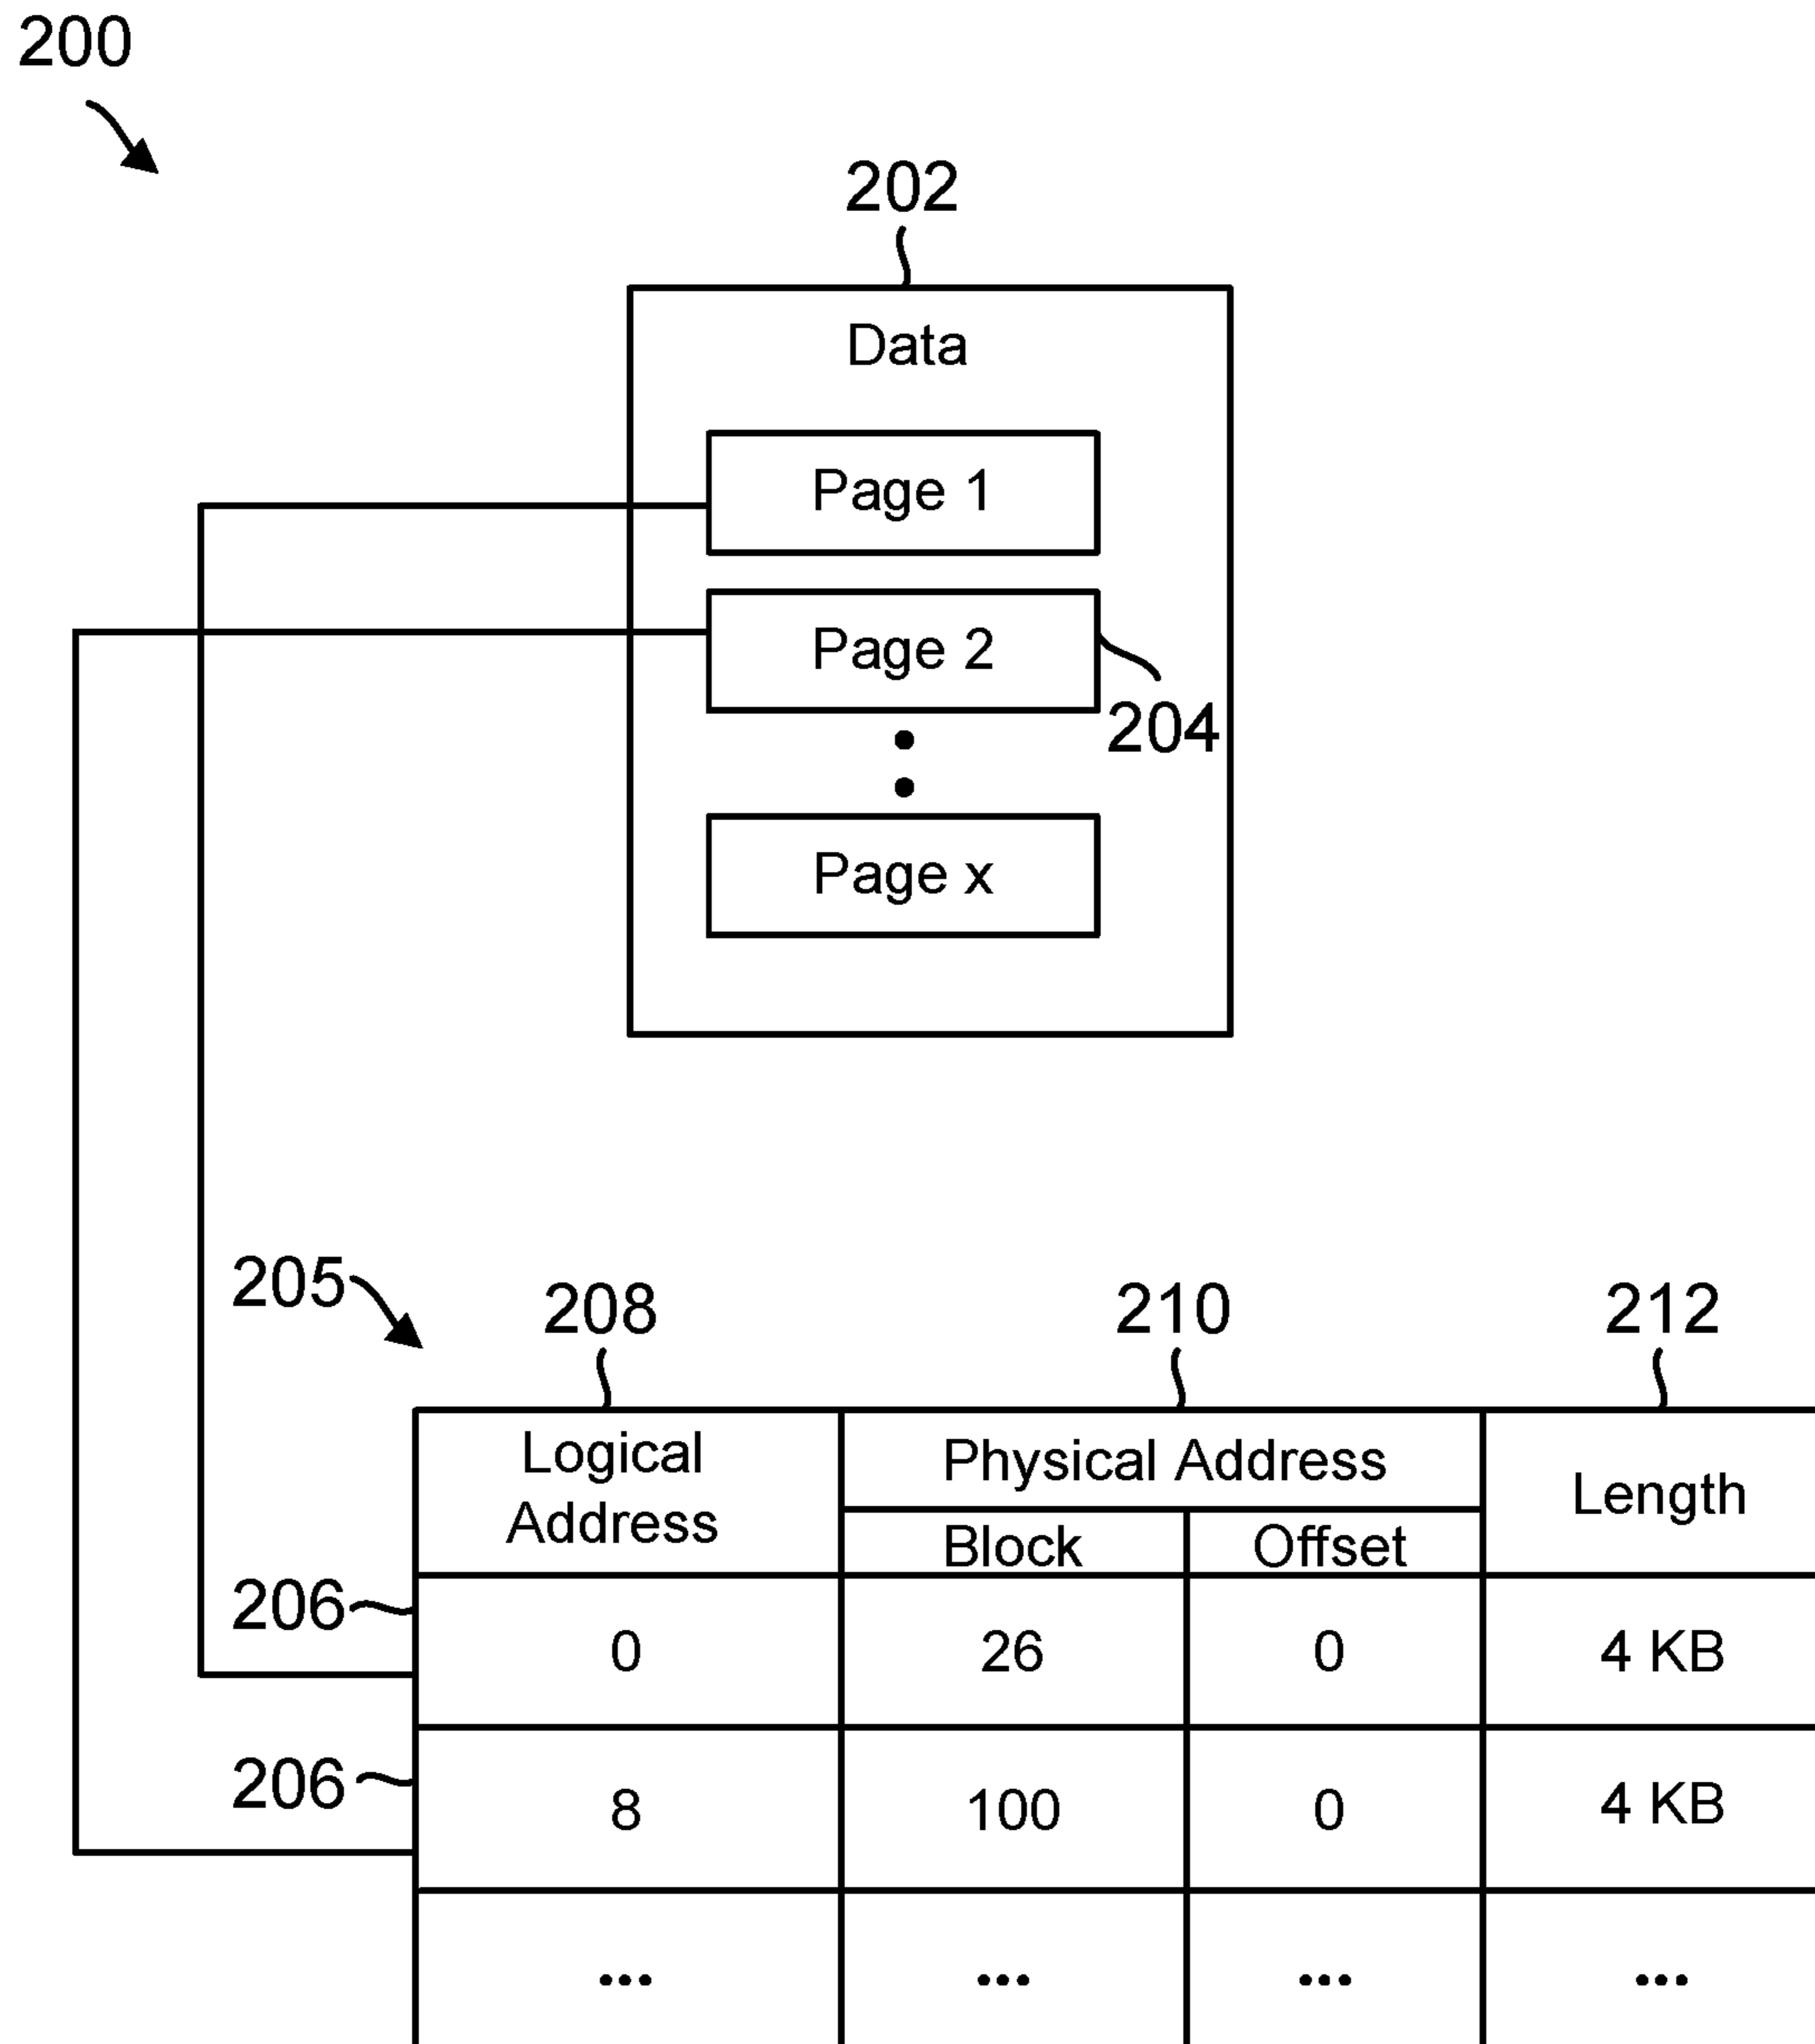 200
202
Data
Page 1
Page 2
204
Page x
205
208
210
212
Logical
Address
Physical Address
Length
Block
Offset
206
0
26
0
4 KB
206
8
100
0
4 KB
...
...
...
...